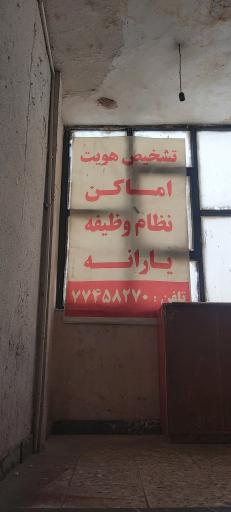 تشخیص هویت
اماکن
نظام وظیفه
یارانه
تلفن : ۷۷۴۵۸۲۷۰